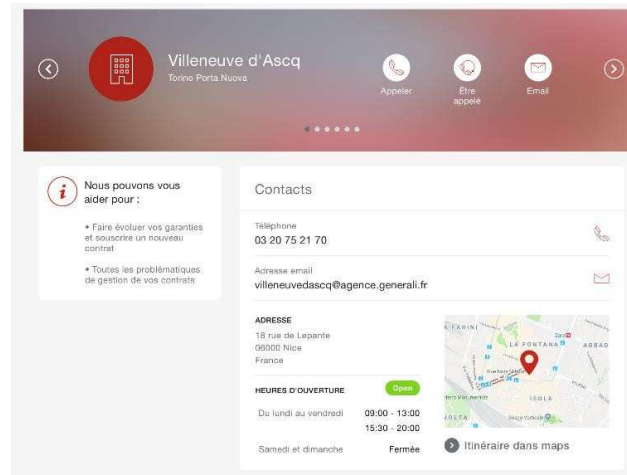 Villeneuve d'Ascq
Torino Porta Nuova
Appeler
Être
appelé
Email
Nous pouvons vous
aider pour :
• Faire évoluer vos garanties
et souscrire un nouveau
contrat
• Toutes les problématiques
de gestion de vos contrats
Contacts
Téléphone
03 20 75 21 70
Adresse email
villeneuvedascq@agence.generali.fr
ADRESSE
18 rue de Lepante
06000 Nice
France
HEURES D'OUVERTURE
Open
Du lundi au vendredi 09:00 - 13:00
15:30 - 20:00
Samedi et dimanche Fermée
LA FONTANA
ISOLA
Itinéraire dans maps